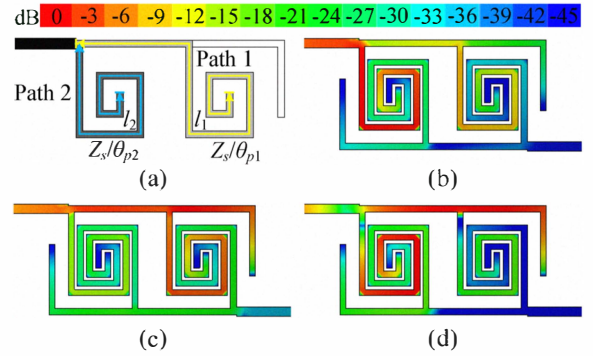 dB 0 -3 -6 -9 -12 -15 -18 -21 -24 -27 -30 -33 -36 -39 -42 -45
Path 1
Path 2
l₂ l₁
Zₛ/θₚ₂ Zₛ/θₚ₁
(a) (b)
(c) (d)